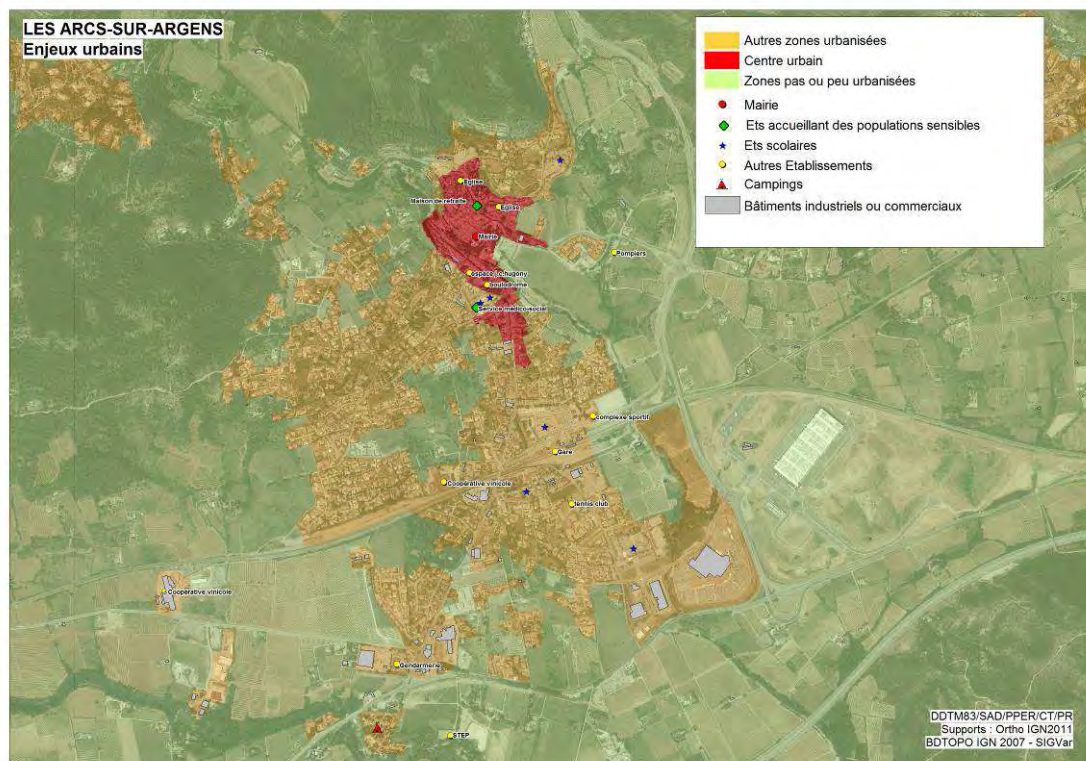 LES ARCS-SUR-ARGENS
Enjeux urbains
Autres zones urbanisées
Centre urbain
Zones pas ou peu urbanisées
Mairie
Ets accueillant des populations sensibles
Ets scolaires
Autres Etablissements
Campings
Bâtiments industriels ou commerciaux
Eglise
Maison de retraite
Eglise
Mairie
Pompiers
espace j.c.hugony
boulodrome
Service médico-social
complexe sportif
Gare
Coopérative vinicole
tennis club
Coopérative vinicole
Gendarmerie
STEP
DDTM83/SAD/PPER/CT/PR
Supports : Ortho IGN2011
BDTOPO IGN 2007 - SIGVar